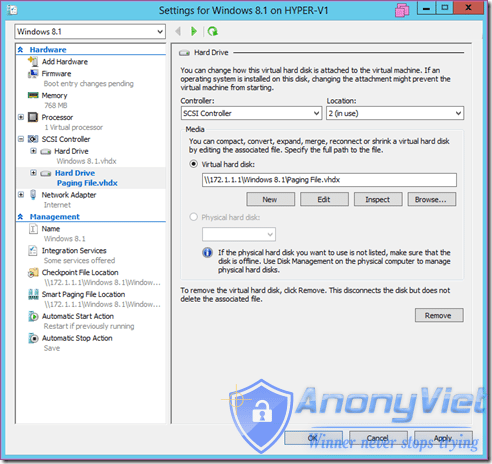 Settings for Windows 8.1 on HYPER-V1
Windows 8.1
Hardware
Add Hardware
Firmware
Boot entry changes pending
Memory
768 MB
Processor
1 Virtual processor
SCSI Controller
Hard Drive
Windows 8.1.vhdx
Hard Drive
Paging File.vhdx
Network Adapter
Internet
Management
Name
Windows 8.1
Integration Services
Some services offered
Checkpoint File Location
\\172.1.1.1\Windows 8.1\Window...
Smart Paging File Location
\\172.1.1.1\Windows 8.1\Windo...
Automatic Start Action
Restart if previously running
Automatic Stop Action
Save
Hard Drive
You can change how this virtual hard disk is attached to the virtual machine. If an
operating system is installed on this disk, changing the attachment might prevent the
virtual machine from starting.
Controller:
Location:
SCSI Controller
2 (in use)
Media
You can compact, convert, expand, merge, reconnect or shrink a virtual hard disk
by editing the associated file. Specify the full path to the file.
Virtual hard disk:
\\172.1.1.1\Windows 8.1\Paging File.vhdx
New
Edit
Inspect
Browse...
Physical hard disk:
If the physical hard disk you want to use is not listed, make sure that the
disk is offline. Use Disk Management on the physical computer to manage
physical hard disks.
To remove the virtual hard disk, click Remove. This disconnects the disk but does not
delete the associated file.
Remove
AnonyViet
Winner never stops trying
OK
Cancel
Apply